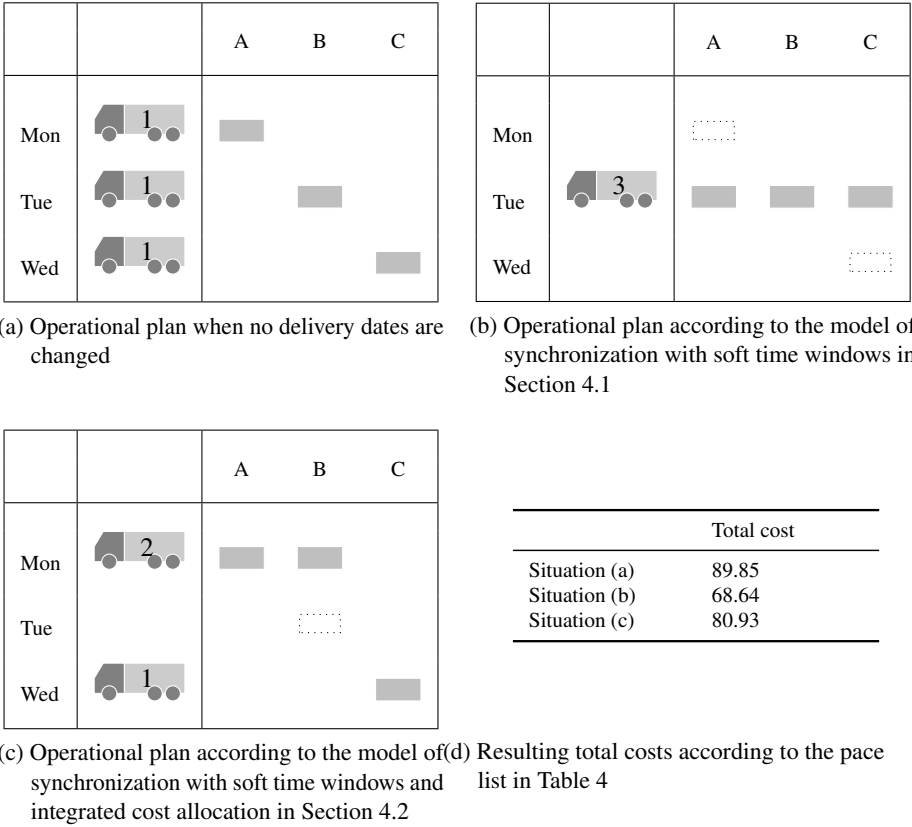 A B C
Mon 1
Tue 1
Wed 1
(a) Operational plan when no delivery dates are
changed
A B C
Mon
Tue 3
Wed
(b) Operational plan according to the model of
synchronization with soft time windows in
Section 4.1
A B C
Mon 2
Tue
Wed 1
(c) Operational plan according to the model of
synchronization with soft time windows and
integrated cost allocation in Section 4.2
Total cost
Situation (a) 89.85
Situation (b) 68.64
Situation (c) 80.93
(d) Resulting total costs according to the pace
list in Table 4